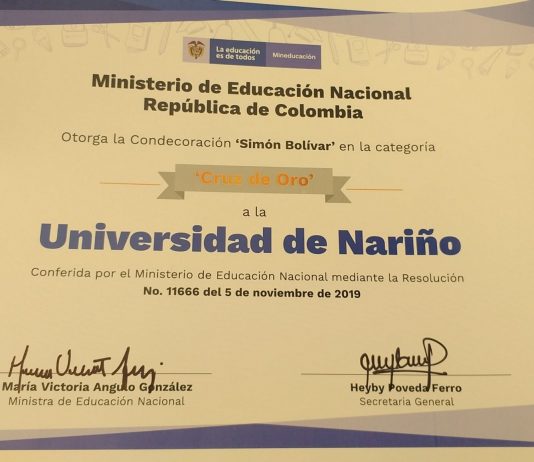 La educación
es de todos
Mineducación
Ministerio de Educación Nacional
República de Colombia
Otorga la Condecoración ‘Simón Bolívar’ en la categoría
‘Cruz de Oro’
a la
Universidad de Nariño
Conferida por el Ministerio de Educación Nacional mediante la Resolución
No. 11666 del 5 de noviembre de 2019
María Victoria Angulo González
Ministra de Educación Nacional
Heyby Poveda Ferro
Secretaria General